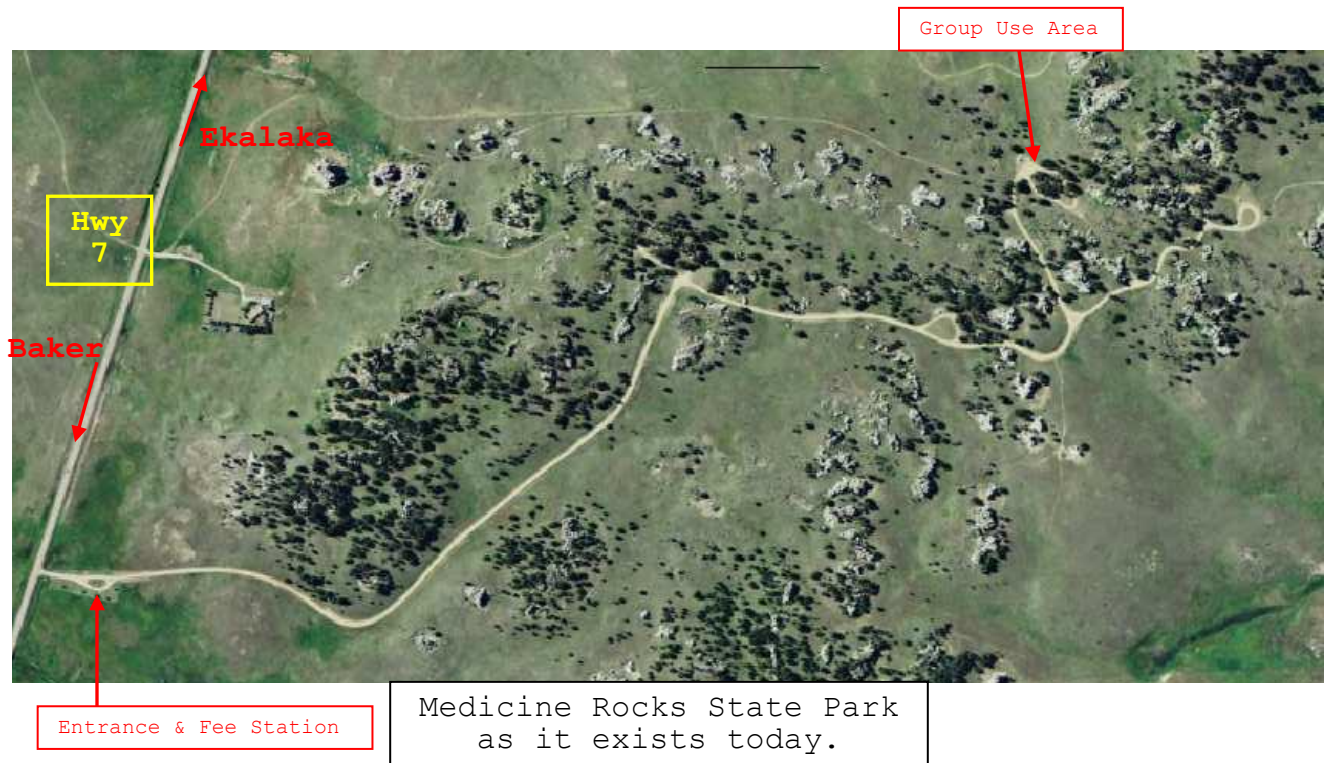 Group Use Area
Ekalaka
Hwy
7
Baker
Entrance & Fee Station
Medicine Rocks State Park
as it exists today.